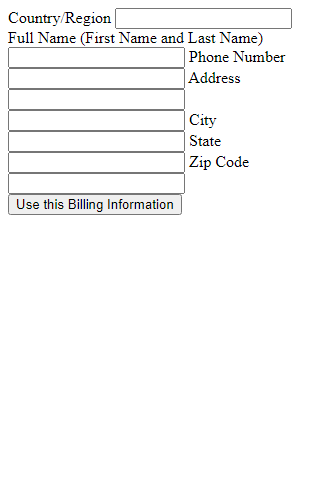 Country/Region
Full Name (First Name and Last Name)
Phone Number
Address
City
State
Zip Code
Use this Billing Information